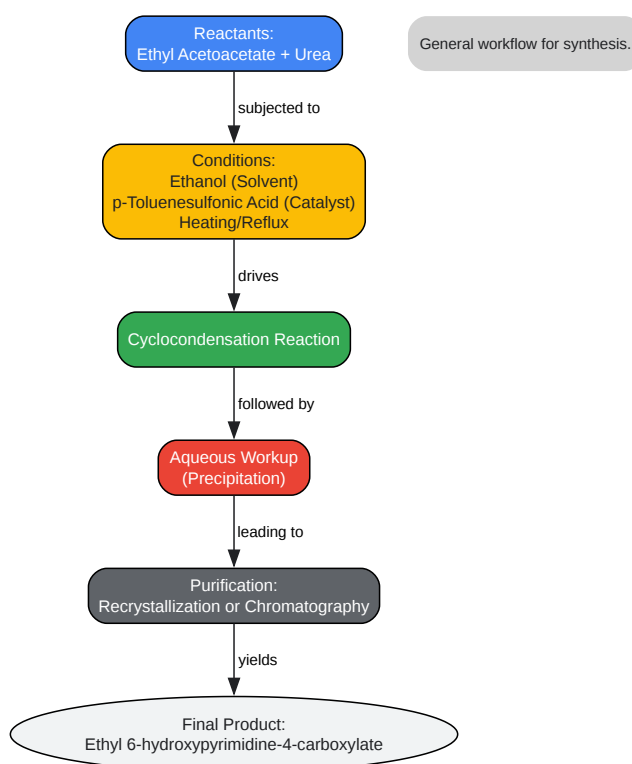 Reactants:
Ethyl Acetoacetate + Urea
General workflow for synthesis.
subjected to
Conditions:
Ethanol (Solvent)
p-Toluenesulfonic Acid (Catalyst)
Heating/Reflux
drives
Cyclocondensation Reaction
followed by
Aqueous Workup
(Precipitation)
leading to
Purification:
Recrystallization or Chromatography
yields
Final Product:
Ethyl 6-hydroxypyrimidine-4-carboxylate